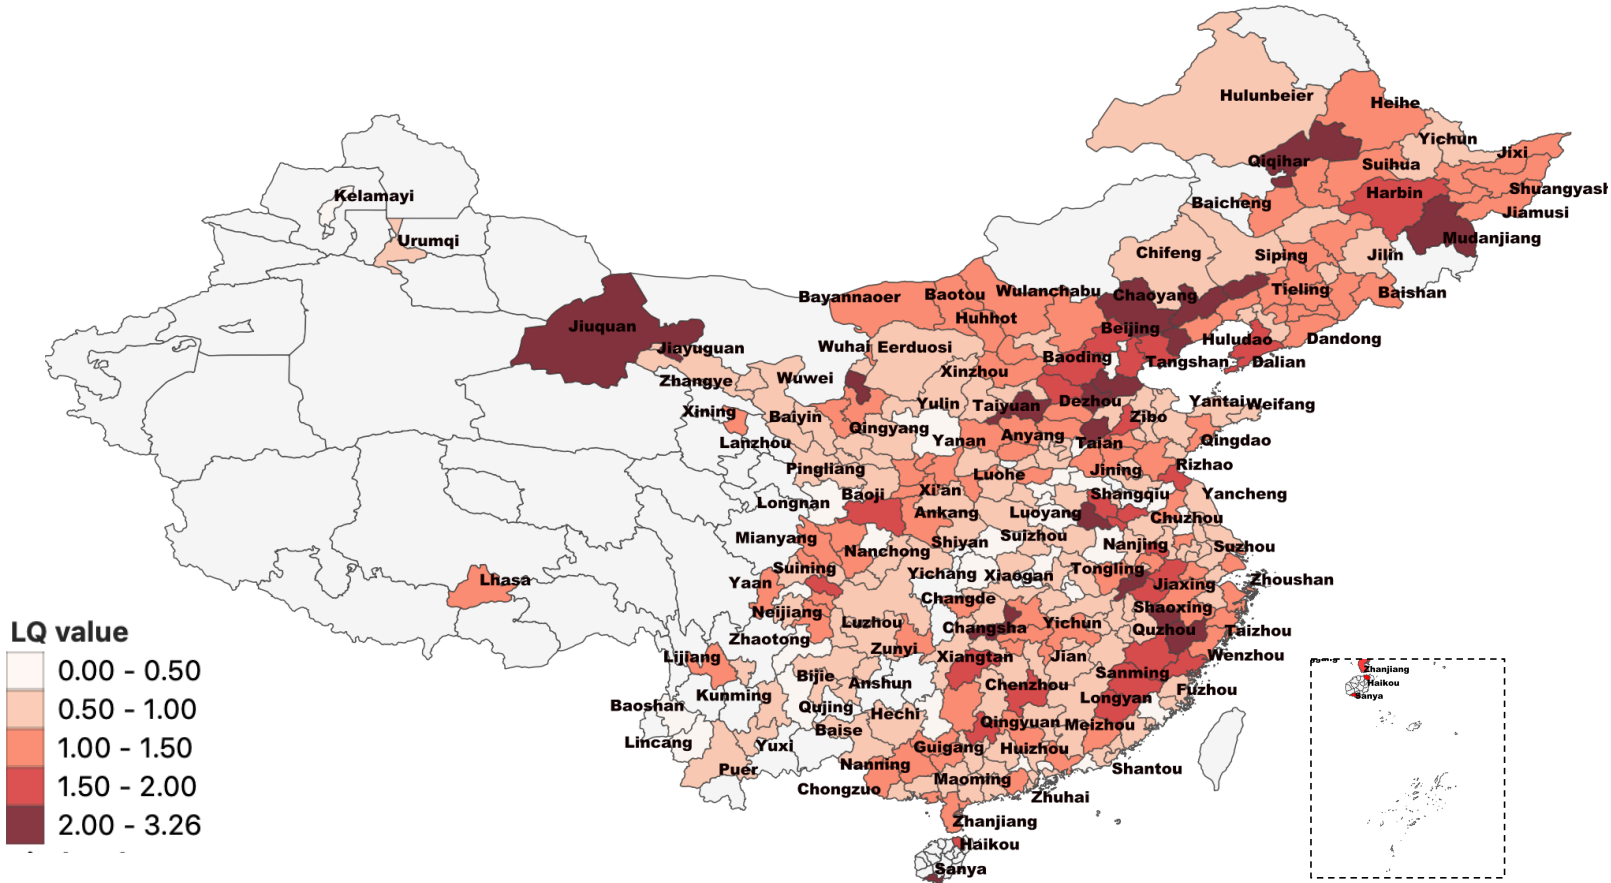 Hulunbeier
Heihe
Yichun
Jixi
Qiqihar
Suihua
Kelamayi
Harbin
Shuangyash
Baicheng
Jiamusi
Urumqi
Mudanjiang
Chifeng
Siping
Jilin
Bayannaoer
Baotou
Wulanchabu
Chaoyang
Tieling
Baishan
Huhhot
Jiuquan
Beijing
Huludao
Dandong
Jiayuguan
Wuhai
Eerduosi
Baoding
Tangshan
Dalian
Zhangye
Wuwei
Xinzhou
Xining
Baiyin
Yulin
Taiyuan
Dezhou
Zibo
Yantai
Weifang
Lanzhou
Qingyang
Yanan
Anyang
Taian
Qingdao
Pingliang
Luohe
Jining
Rizhao
Longnan
Baoji
Xi'an
Shangqiu
Yancheng
Ankang
Luoyang
Chuzhou
Mianyang
Nanchong
Shiyan
Suizhou
Nanjing
Suzhou
Lhasa
Yaan
Suining
Yichang
Xiaogan
Tongling
Jiaxing
Zhoushan
Neijiang
Changde
Shaoxing
Luzhou
Changsha
Yichun
Quzhou
Taizhou
Zhaotong
Zunyi
Lijiang
Xiangtan
Jian
Wenzhou
Bijie
Anshun
Chenzhou
Sanming
Kunming
Longyan
Fuzhou
Baoshan
Qujing
Hechi
Lincang
Yuxi
Baise
Qingyuan
Meizhou
Guigang
Huizhou
Puer
Nanning
Maoming
Shantou
Chongzuo
Zhuhai
Zhanjiang
Haikou
Sanya
LQ value
0.00 - 0.50
0.50 - 1.00
1.00 - 1.50
1.50 - 2.00
2.00 - 3.26
Zhanjiang
Haikou
Sanya